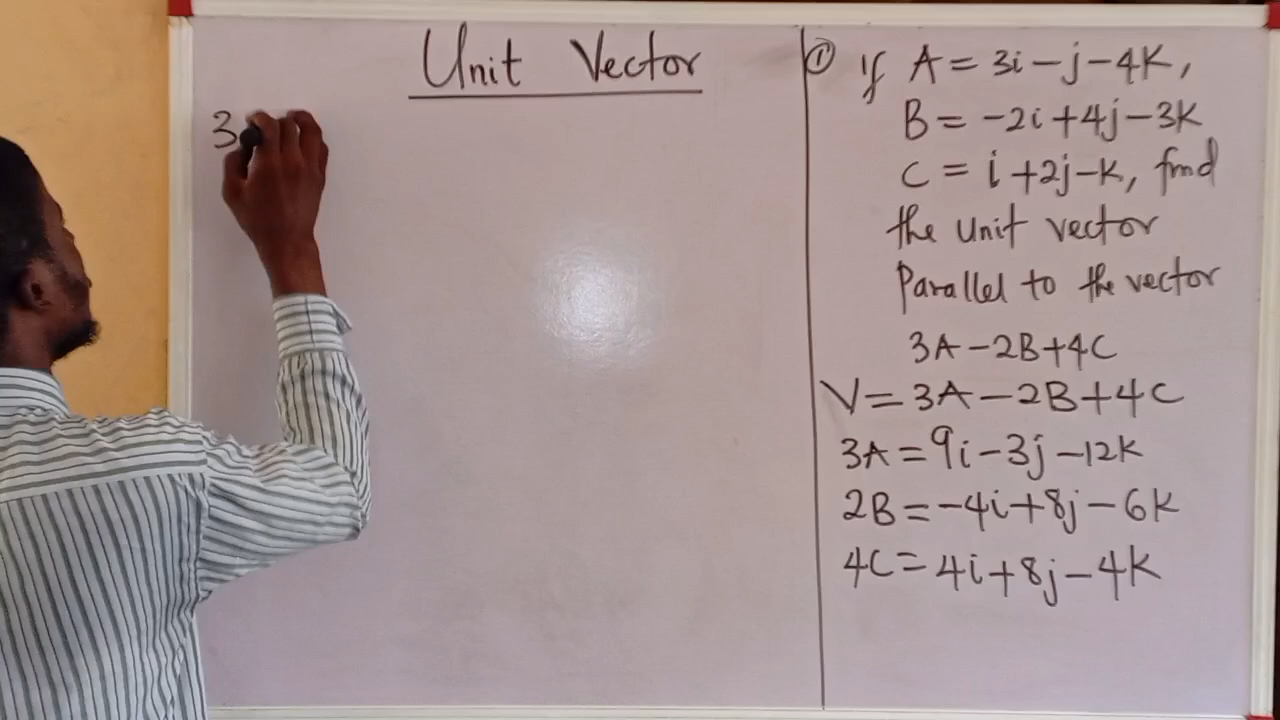 Unit Vector
3
① if A = 3i - j - 4K,
B = -2i + 4j - 3K
C = i + 2j - K, find
the unit vector
Parallel to the vector
3A - 2B + 4C
V = 3A - 2B + 4C
3A = 9i - 3j - 12K
2B = -4i + 8j - 6K
4C = 4i + 8j - 4K